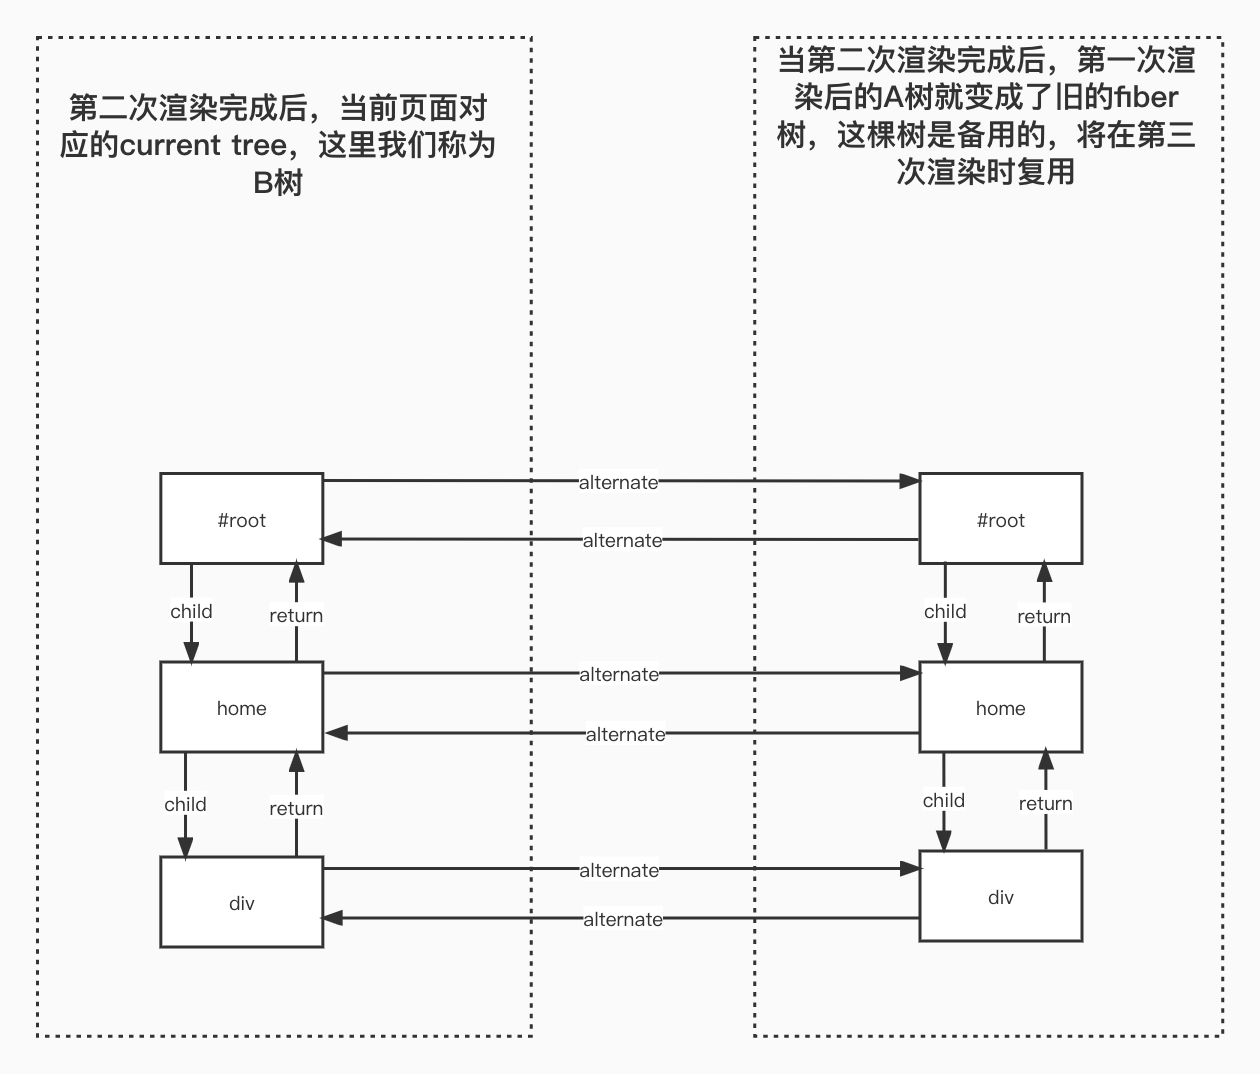 第二次渲染完成后，当前页面对
应的current tree，这里我们称为
B树
当第二次渲染完成后，第一次渲
染后的A树就变成了旧的fiber
树，这棵树是备用的，将在第三
次渲染时复用
#root
alternate
#root
alternate
child
return
child
return
home
alternate
home
alternate
child
return
child
return
div
alternate
div
alternate